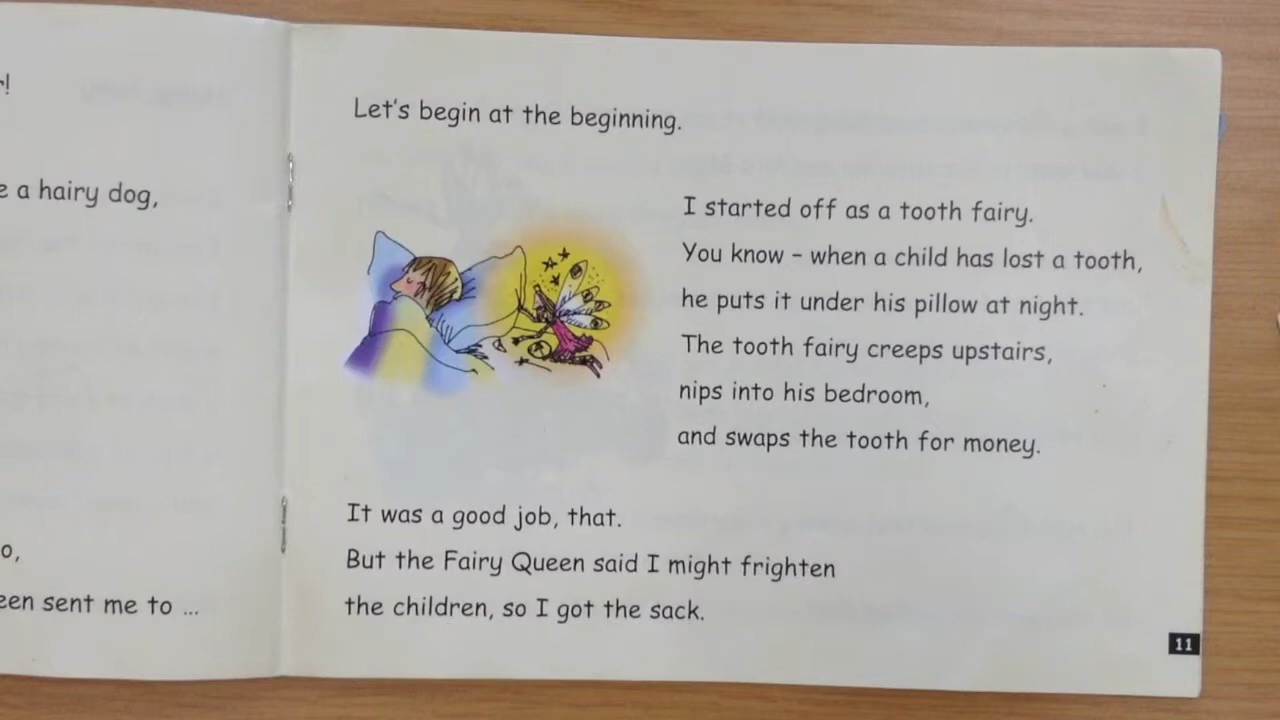 e a hairy dog,
o,
een sent me to ...
Let's begin at the beginning.
I started off as a tooth fairy.
You know – when a child has lost a tooth,
he puts it under his pillow at night.
The tooth fairy creeps upstairs,
nips into his bedroom,
and swaps the tooth for money.
It was a good job, that.
But the Fairy Queen said I might frighten
the children, so I got the sack.
11